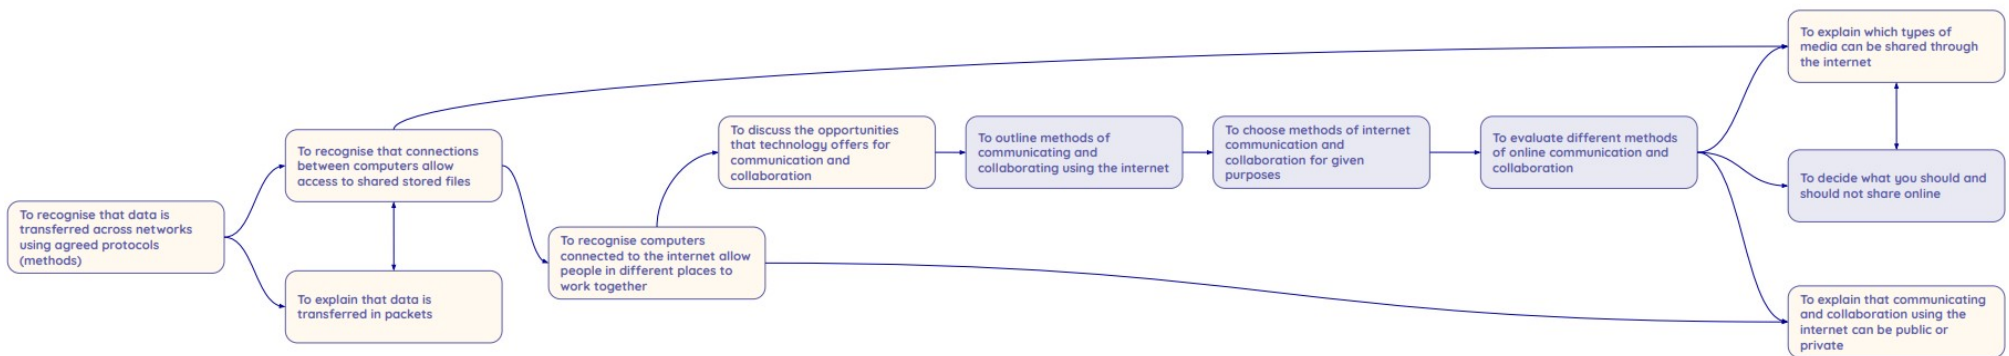 To recognise that data is
transferred across networks
using agreed protocols
(methods)
To recognise that connections
between computers allow
access to shared stored files
To explain that data is
transferred in packets
To recognise computers
connected to the internet allow
people in different places to
work together
To discuss the opportunities
that technology offers for
communication and
collaboration
To outline methods of
communicating and
collaborating using the internet
To choose methods of internet
communication and
collaboration for given
purposes
To evaluate different methods
of online communication and
collaboration
To explain which types of
media can be shared through
the internet
To decide what you should and
should not share online
To explain that communicating
and collaboration using the
internet can be public or
private